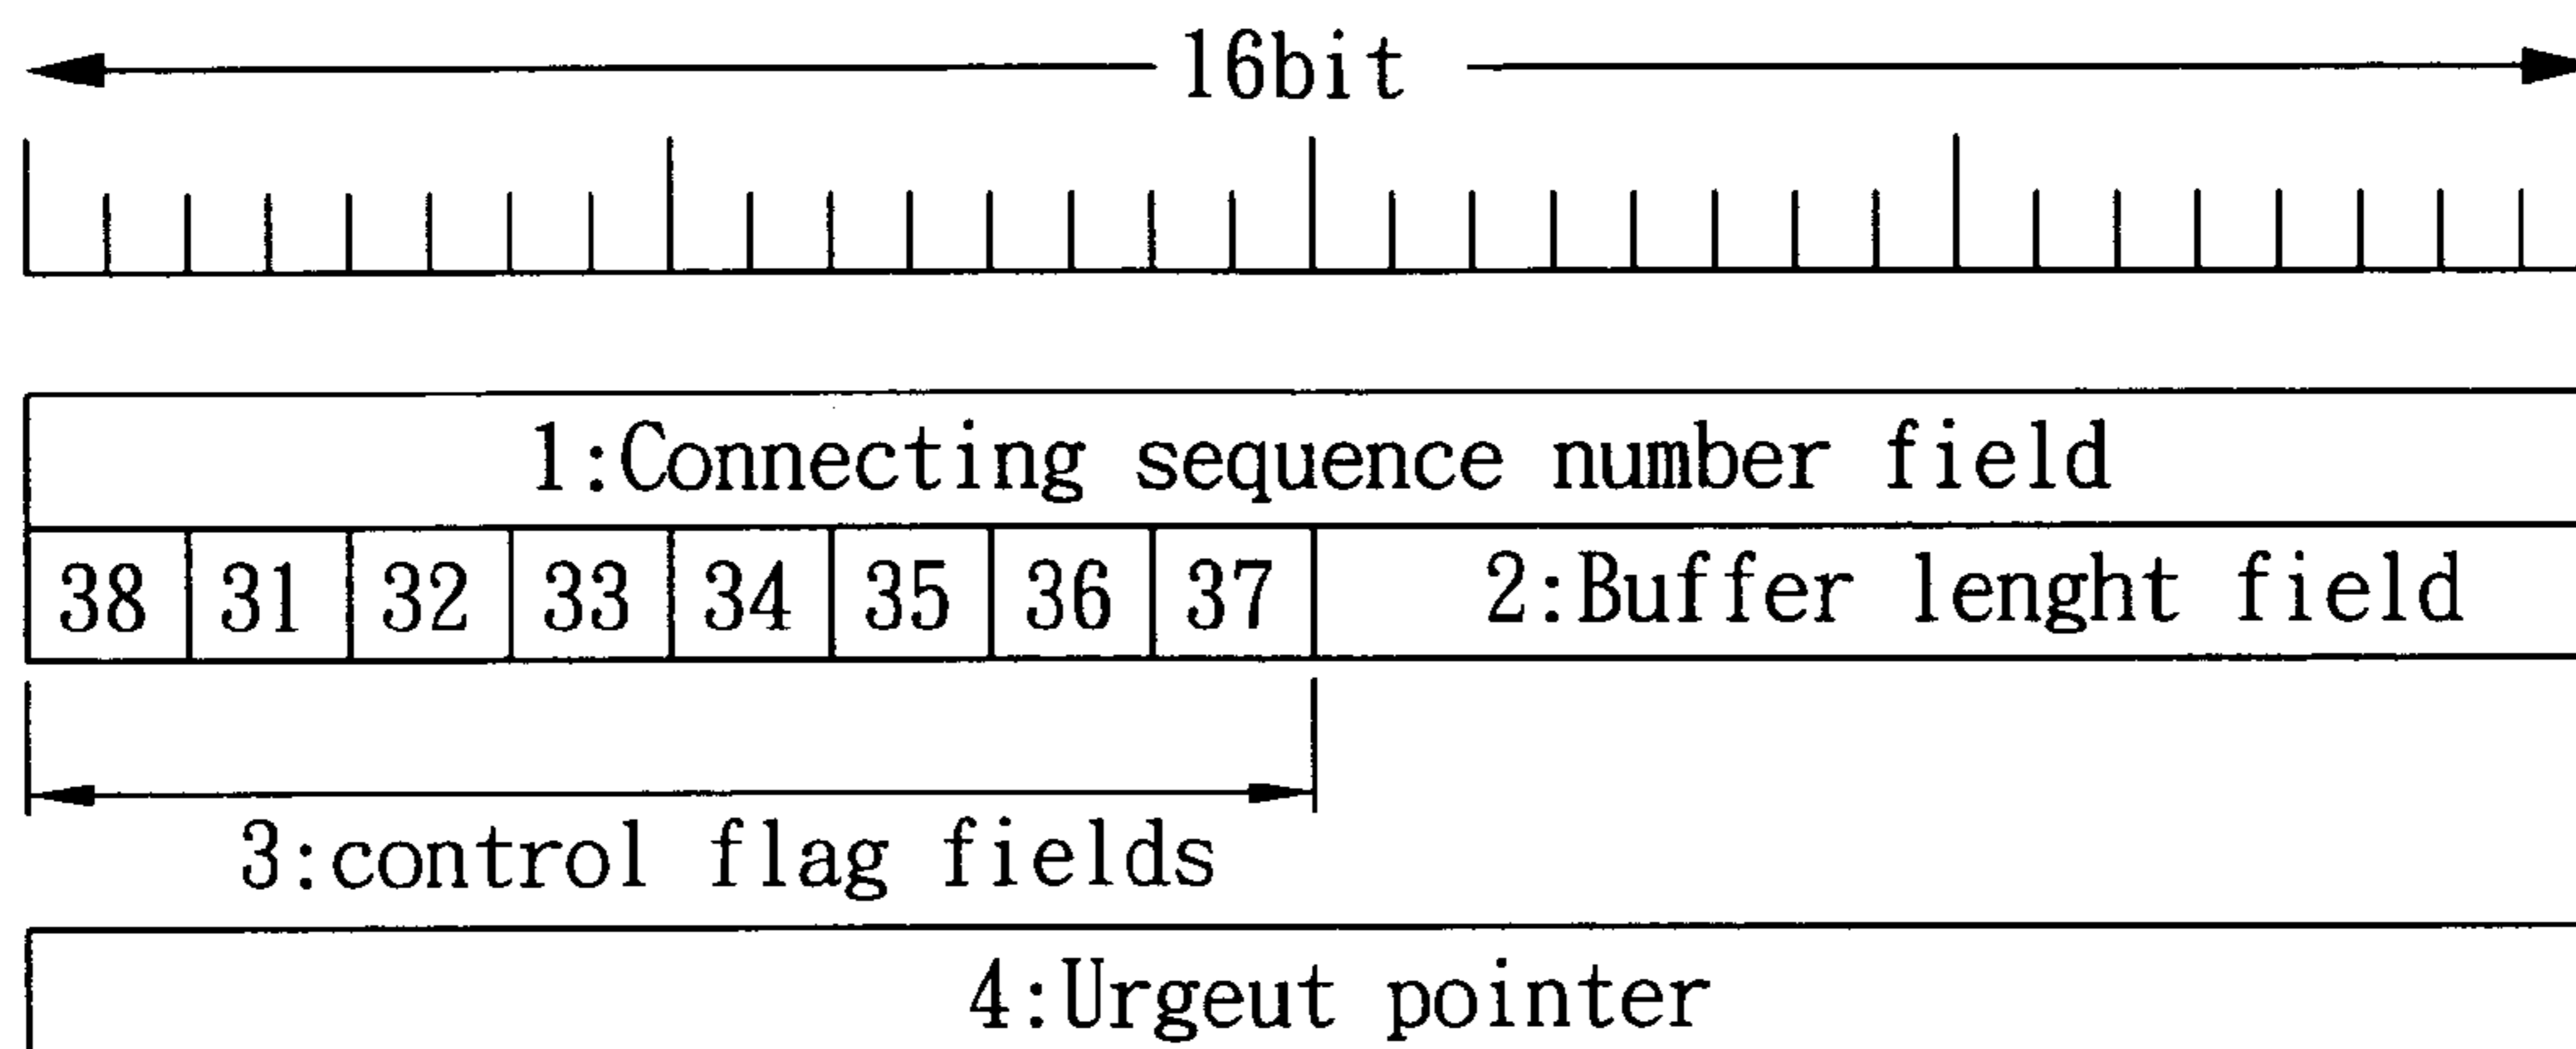 16bit
1:Connecting sequence number field
38 31 32 33 34 35 36 37 2:Buffer lenght field
3:control flag fields
4:Urgeut pointer